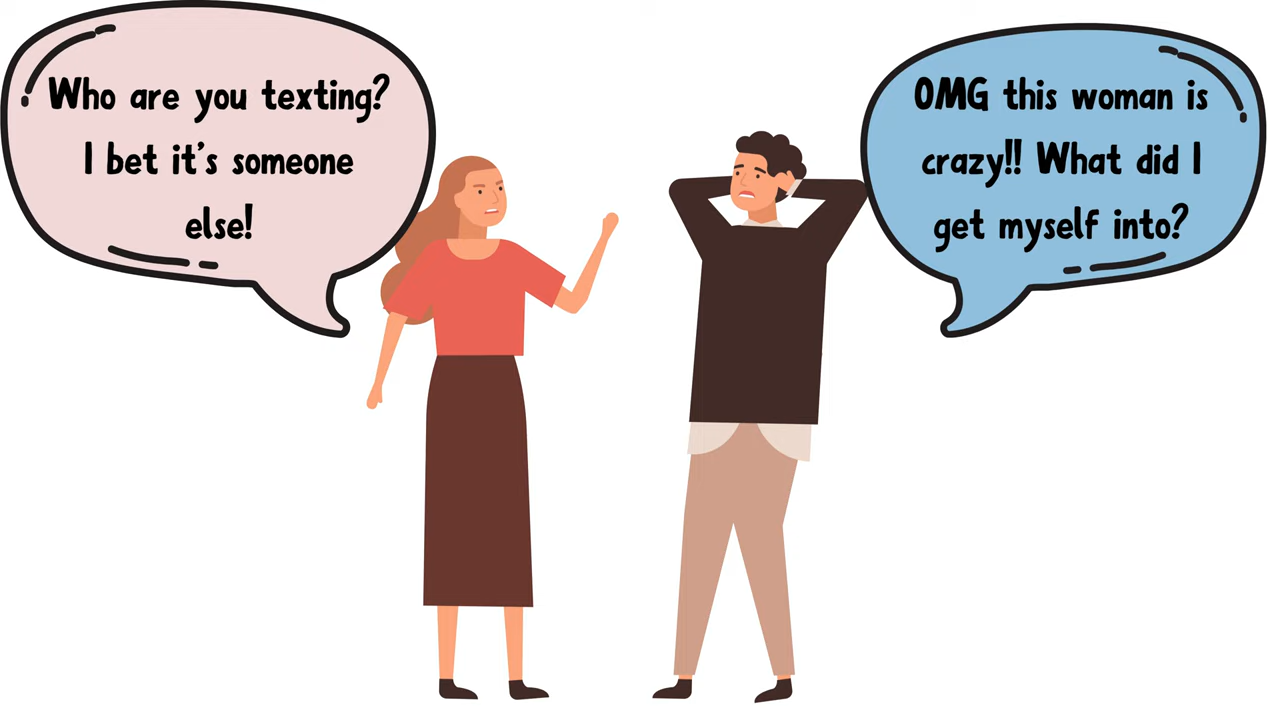 Who are you texting?
I bet it's someone
else!
OMG this woman is
crazy!! What did I
get myself into?